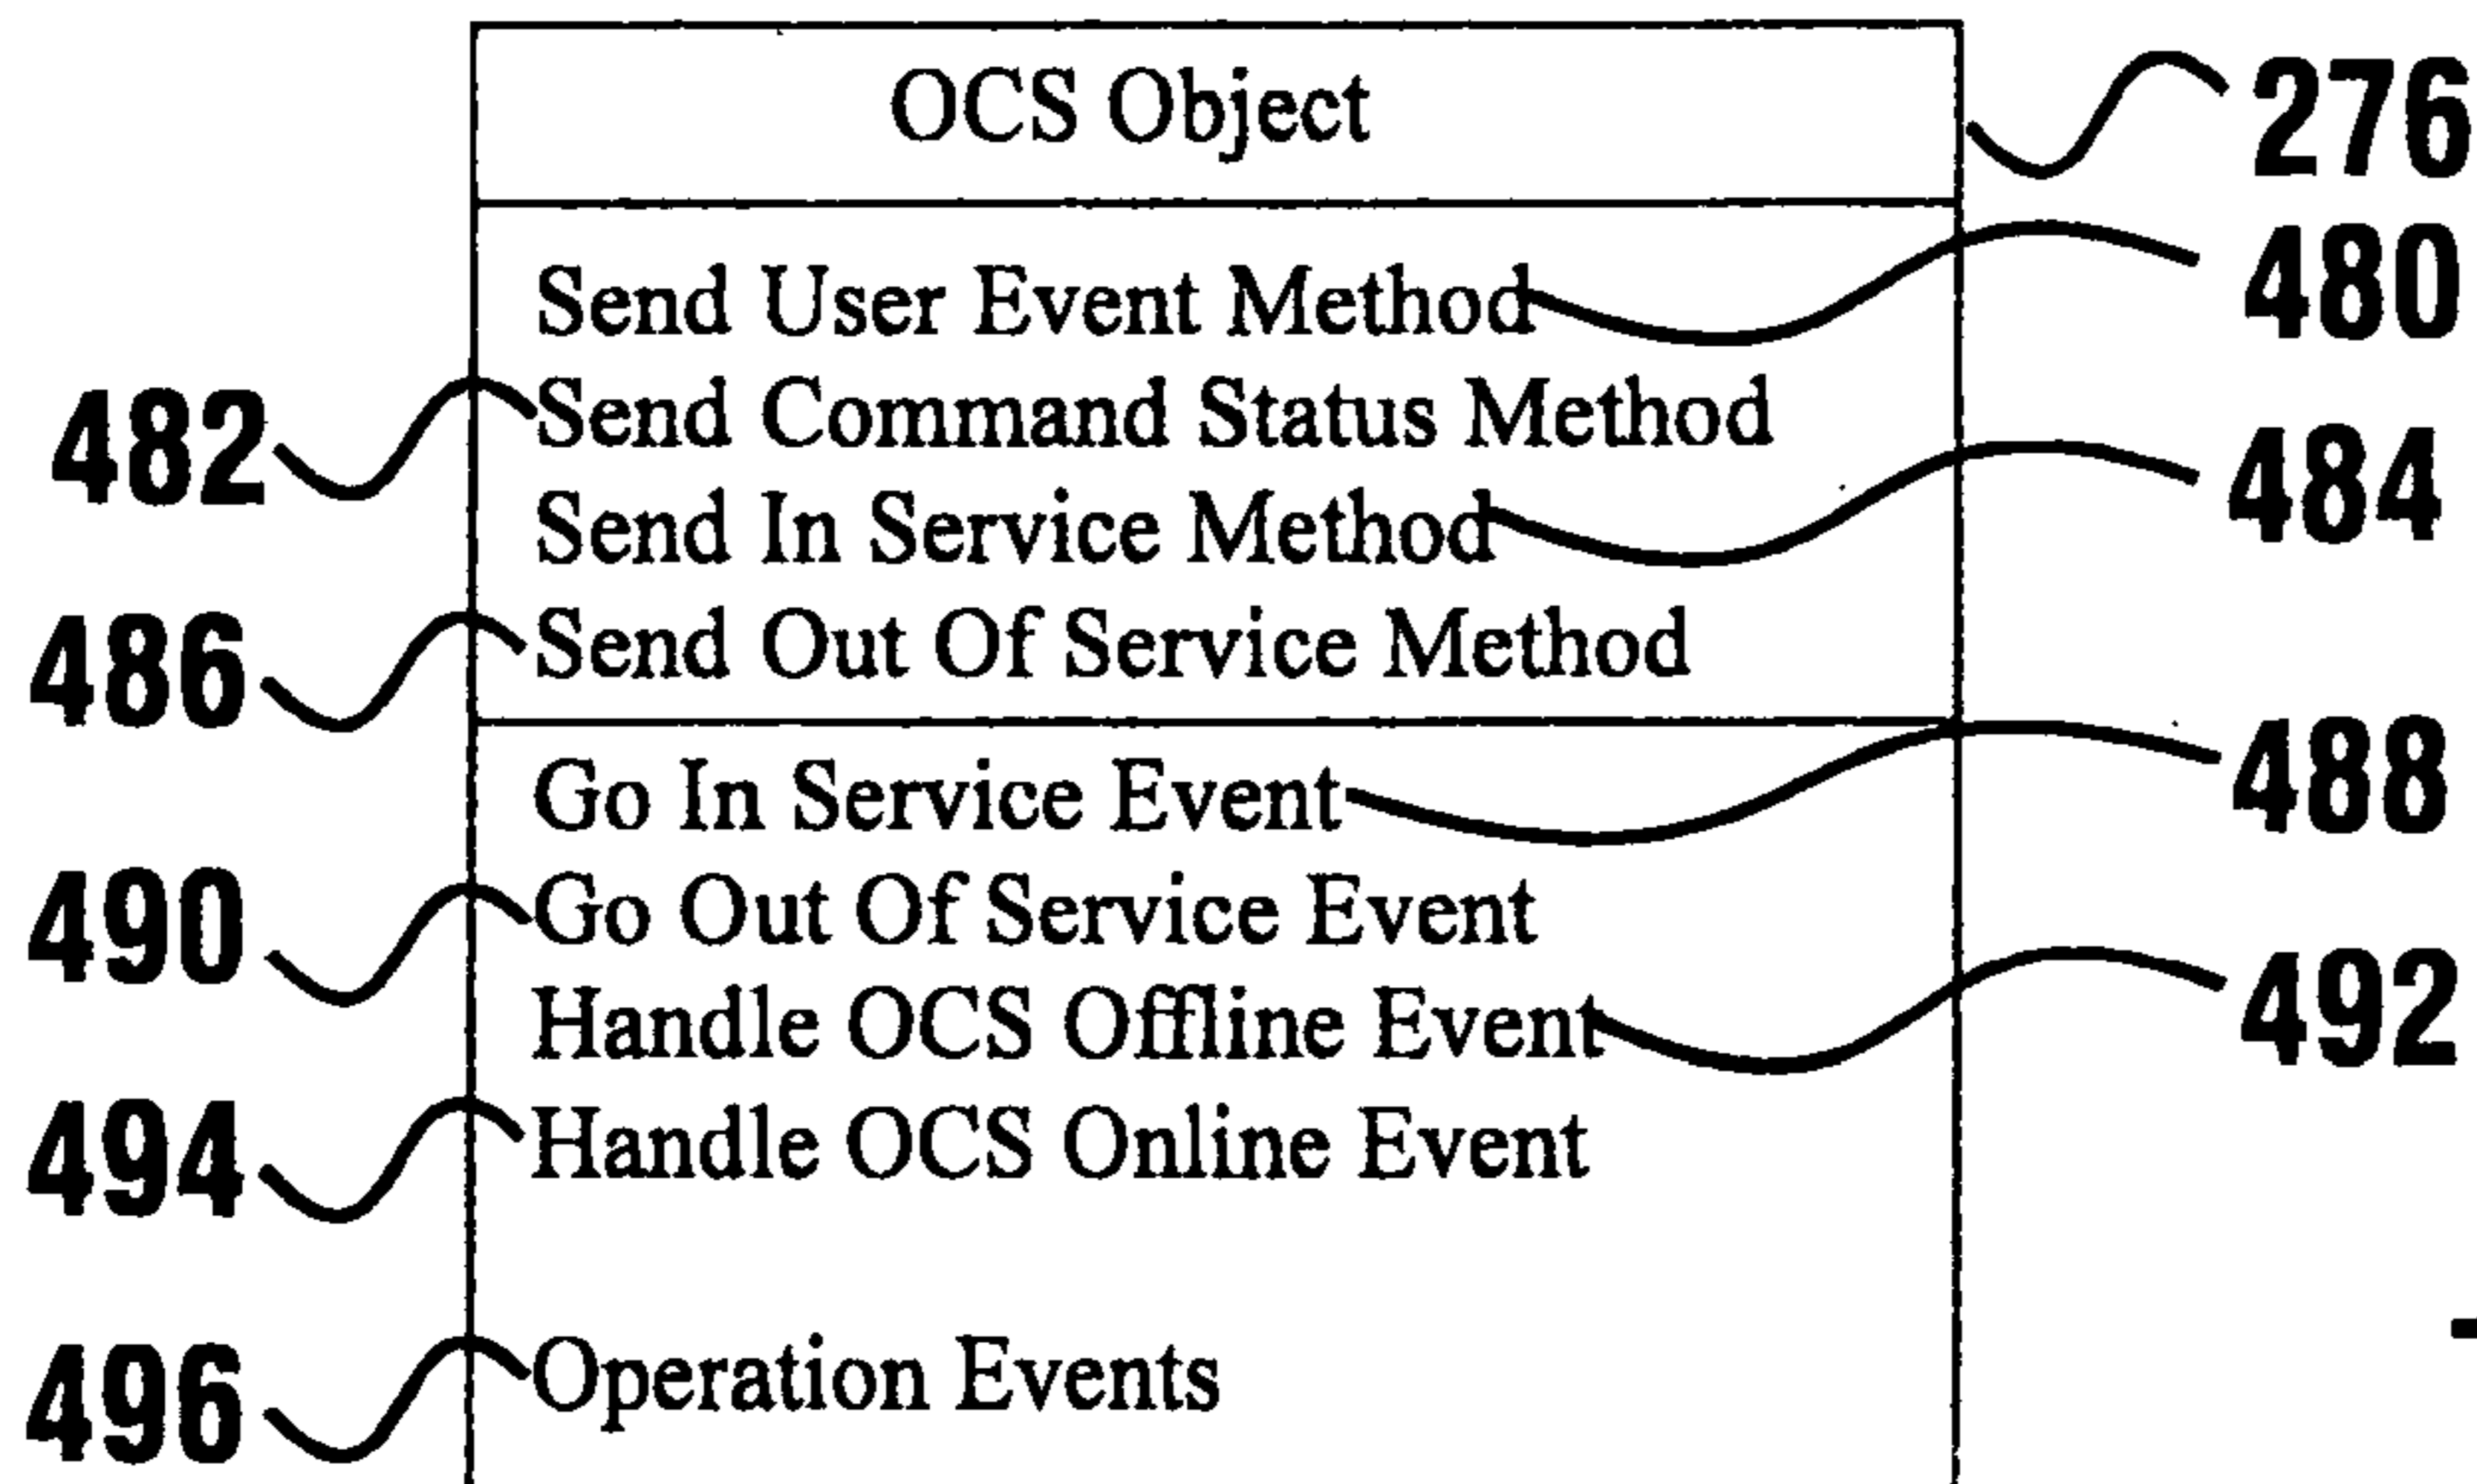 OCS Object 276
Send User Event Method 480
482 Send Command Status Method
Send In Service Method 484
486 Send Out Of Service Method
Go In Service Event 488
490 Go Out Of Service Event
Handle OCS Offline Event 492
494 Handle OCS Online Event
496 Operation Events